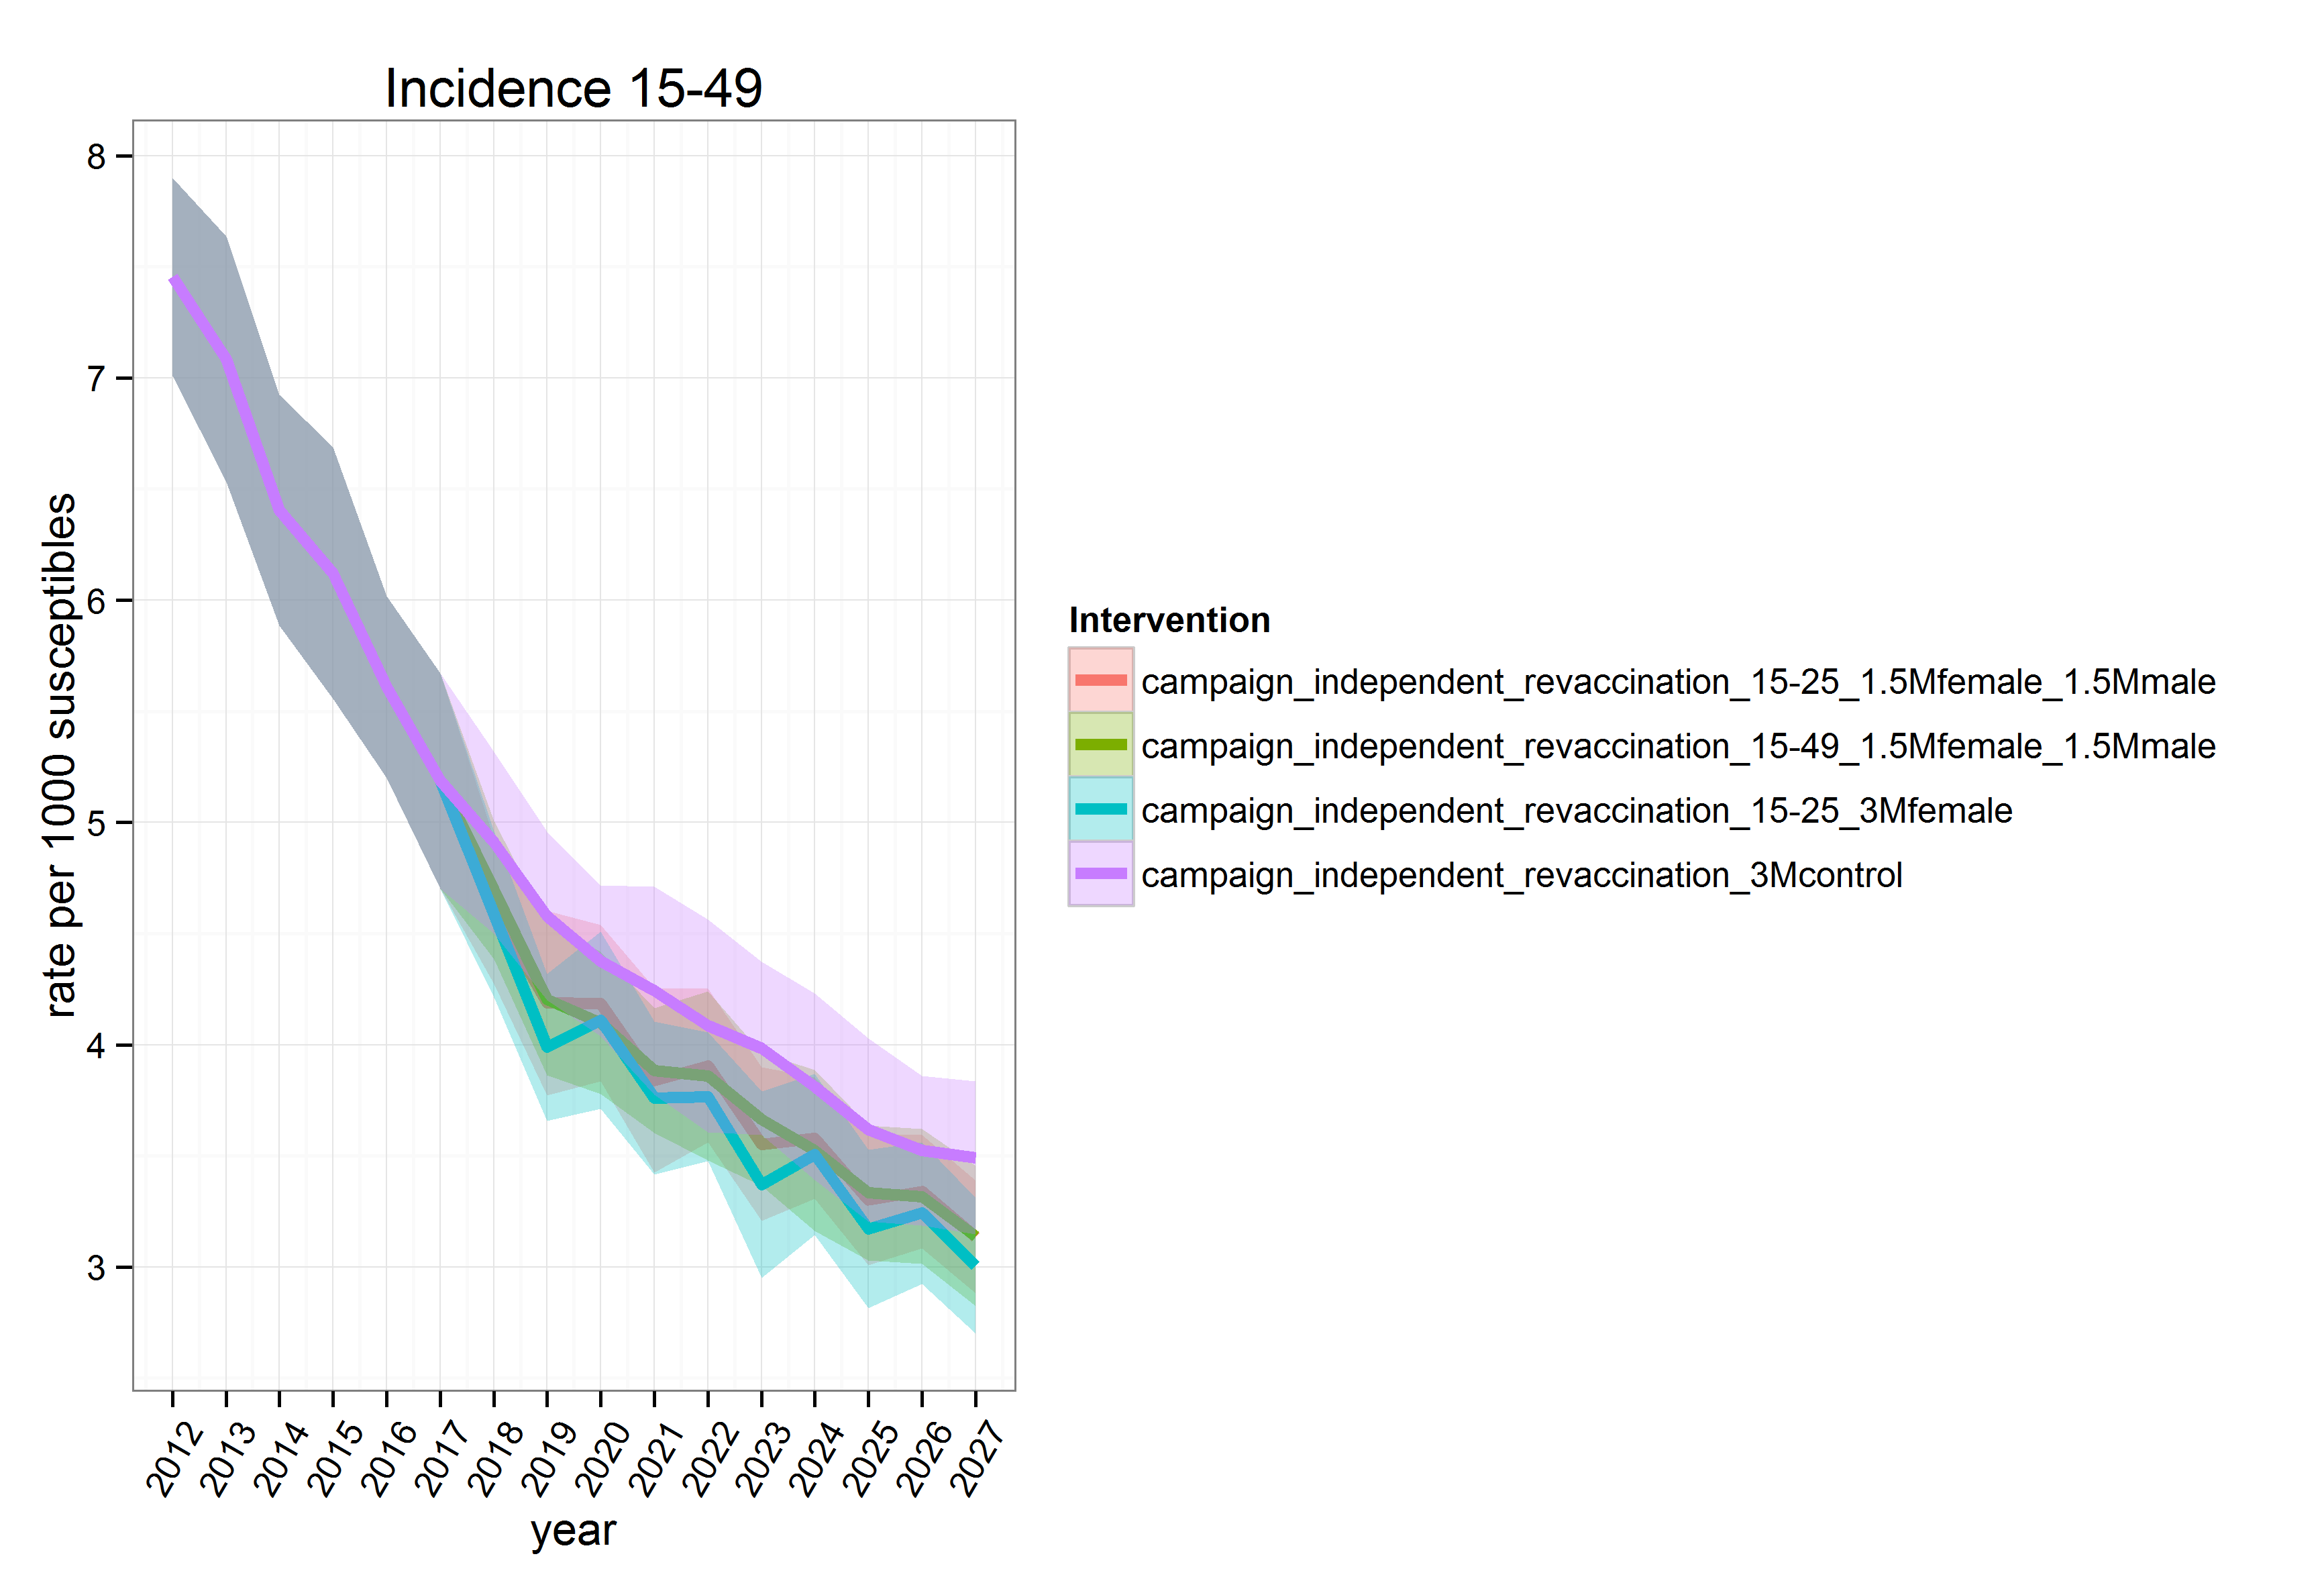 Incidence 15-49
8
7
6
5
4
3
rate per 1000 susceptibles
2012
2013
2014
2015
2016
2017
2018
2019
2020
2021
2022
2023
2024
2025
2026
2027
year
Intervention
campaign_independent_revaccination_15-25_1.5Mfemale_1.5Mmale
campaign_independent_revaccination_15-49_1.5Mfemale_1.5Mmale
campaign_independent_revaccination_15-25_3Mfemale
campaign_independent_revaccination_3Mcontrol